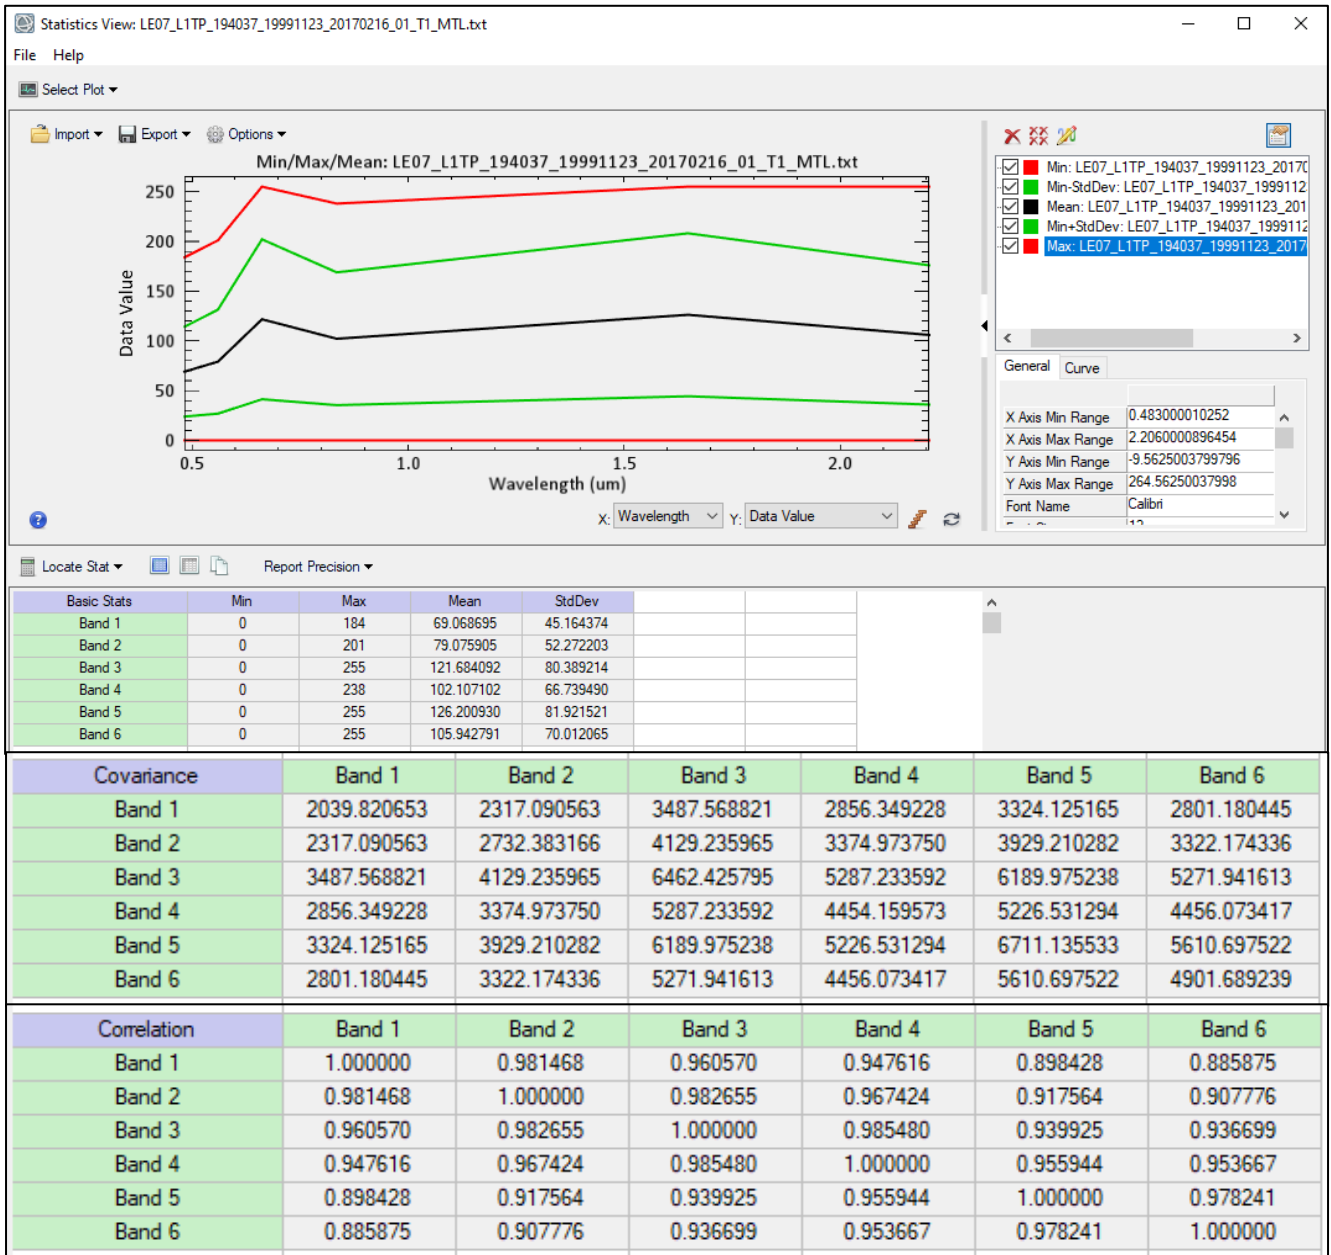 Statistics View: LE07_L1TP_194037_19991123_20170216_01_T1_MTL.txt
File Help
Select Plot
Import Export Options
Min/Max/Mean: LE07_L1TP_194037_19991123_20170216_01_T1_MTL.txt
250
200
150
100
50
0
Data Value
0.5 1.0 1.5 2.0
Wavelength (um)
X: Wavelength Y: Data Value
Min: LE07_L1TP_194037_19991123_2017(
Min-StdDev: LE07_L1TP_194037_1999112
Mean: LE07_L1TP_194037_19991123_201
Min+StdDev: LE07_L1TP_194037_1999112
Max: LE07_L1TP_194037_19991123_2017
General Curve
X Axis Min Range 0.483000010252
X Axis Max Range 2.2060000896454
Y Axis Min Range -9.5625003799796
Y Axis Max Range 264.56250037998
Font Name Calibri
Locate Stat Report Precision
Basic Stats Min Max Mean StdDev
Band 1 0 184 69.068695 45.164374
Band 2 0 201 79.075905 52.272203
Band 3 0 255 121.684092 80.389214
Band 4 0 238 102.107102 66.739490
Band 5 0 255 126.200930 81.921521
Band 6 0 255 105.942791 70.012065
Covariance Band 1 Band 2 Band 3 Band 4 Band 5 Band 6
Band 1 2039.820653 2317.090563 3487.568821 2856.349228 3324.125165 2801.180445
Band 2 2317.090563 2732.383166 4129.235965 3374.973750 3929.210282 3322.174336
Band 3 3487.568821 4129.235965 6462.425795 5287.233592 6189.975238 5271.941613
Band 4 2856.349228 3374.973750 5287.233592 4454.159573 5226.531294 4456.073417
Band 5 3324.125165 3929.210282 6189.975238 5226.531294 6711.135533 5610.697522
Band 6 2801.180445 3322.174336 5271.941613 4456.073417 5610.697522 4901.689239
Correlation Band 1 Band 2 Band 3 Band 4 Band 5 Band 6
Band 1 1.000000 0.981468 0.960570 0.947616 0.898428 0.885875
Band 2 0.981468 1.000000 0.982655 0.967424 0.917564 0.907776
Band 3 0.960570 0.982655 1.000000 0.985480 0.939925 0.936699
Band 4 0.947616 0.967424 0.985480 1.000000 0.955944 0.953667
Band 5 0.898428 0.917564 0.939925 0.955944 1.000000 0.978241
Band 6 0.885875 0.907776 0.936699 0.953667 0.978241 1.000000